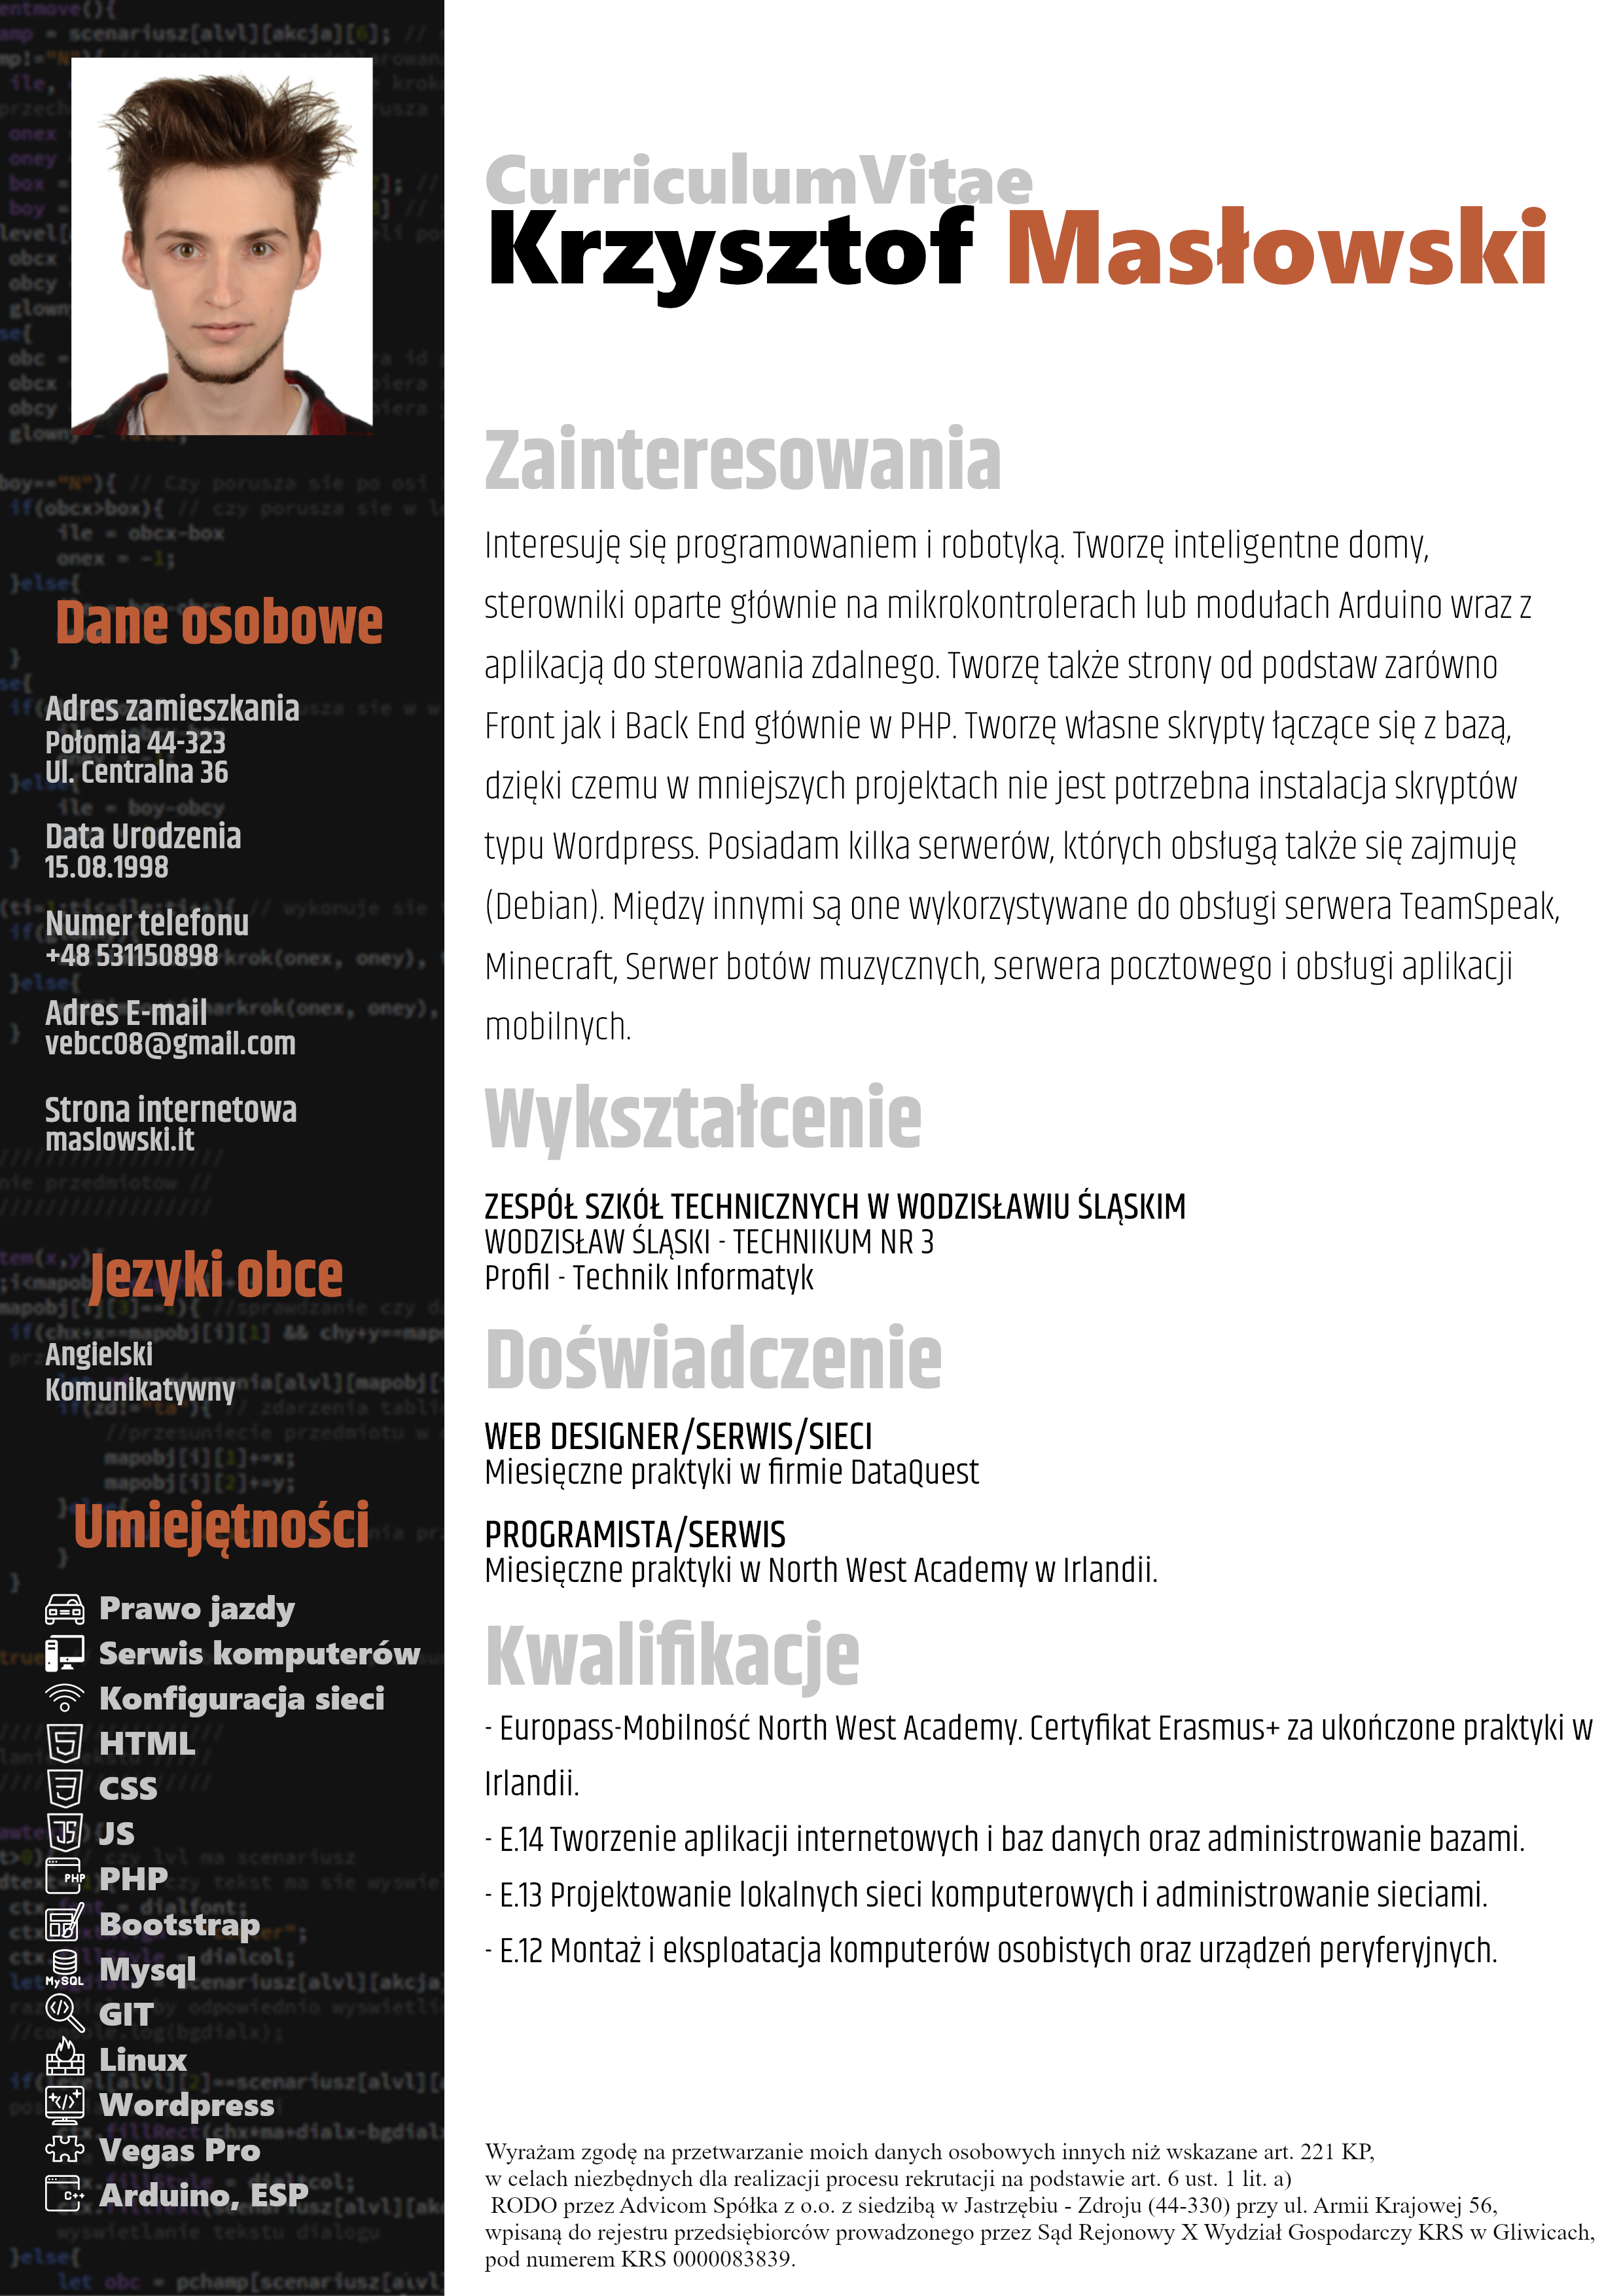 CurriculumVitae
Krzysztof Masłowski
Dane osobowe
Adres zamieszkania
Połomia 44-323
Ul. Centralna 36
Data Urodzenia
15.08.1998
Numer telefonu
+48 531150898
Adres E-mail
vebcc08@gmail.com
Strona internetowa
maslowski.it
Jezyki obce
Angielski
Komunikatywny
Umiejętności
Prawo jazdy
Serwis komputerów
Konfiguracja sieci
HTML
CSS
JS
PHP
Bootstrap
Mysql
GIT
Linux
Wordpress
Vegas Pro
Arduino, ESP
Zainteresowania
Interesuję się programowaniem i robotyką. Tworzę inteligentne domy,
sterowniki oparte głównie na mikrokontrolerach lub modułach Arduino wraz z
aplikacją do sterowania zdalnego. Tworzę także strony od podstaw zarówno
Front jak i Back End głównie w PHP. Tworzę własne skrypty łączące się z bazą,
dzięki czemu w mniejszych projektach nie jest potrzebna instalacja skryptów
typu Wordpress. Posiadam kilka serwerów, których obsługą także się zajmuję
(Debian). Między innymi są one wykorzystywane do obsługi serwera TeamSpeak,
Minecraft, Serwer botów muzycznych, serwera pocztowego i obsługi aplikacji
mobilnych.
Wykształcenie
ZESPÓŁ SZKÓŁ TECHNICZNYCH W WODZISŁAWIU ŚLĄSKIM
WODZISŁAW ŚLĄSKI - TECHNIKUM NR 3
Profil - Technik Informatyk
Doświadczenie
WEB DESIGNER/SERWIS/SIECI
Miesięczne praktyki w firmie DataQuest
PROGRAMISTA/SERWIS
Miesięczne praktyki w North West Academy w Irlandii.
Kwalifikacje
- Europass-Mobilność North West Academy. Certyfikat Erasmus+ za ukończone praktyki w
Irlandii.
- E.14 Tworzenie aplikacji internetowych i baz danych oraz administrowanie bazami.
- E.13 Projektowanie lokalnych sieci komputerowych i administrowanie sieciami.
- E.12 Montaż i eksploatacja komputerów osobistych oraz urządzeń peryferyjnych.
Wyrażam zgodę na przetwarzanie moich danych osobowych innych niż wskazane art. 221 KP,
w celach niezbędnych dla realizacji procesu rekrutacji na podstawie art. 6 ust. 1 lit. a)
RODO przez Advicom Spółka z o.o. z siedzibą w Jastrzębiu - Zdroju (44-330) przy ul. Armii Krajowej 56,
wpisaną do rejestru przedsiębiorców prowadzonego przez Sąd Rejonowy X Wydział Gospodarczy KRS w Gliwicach,
pod numerem KRS 0000083839.